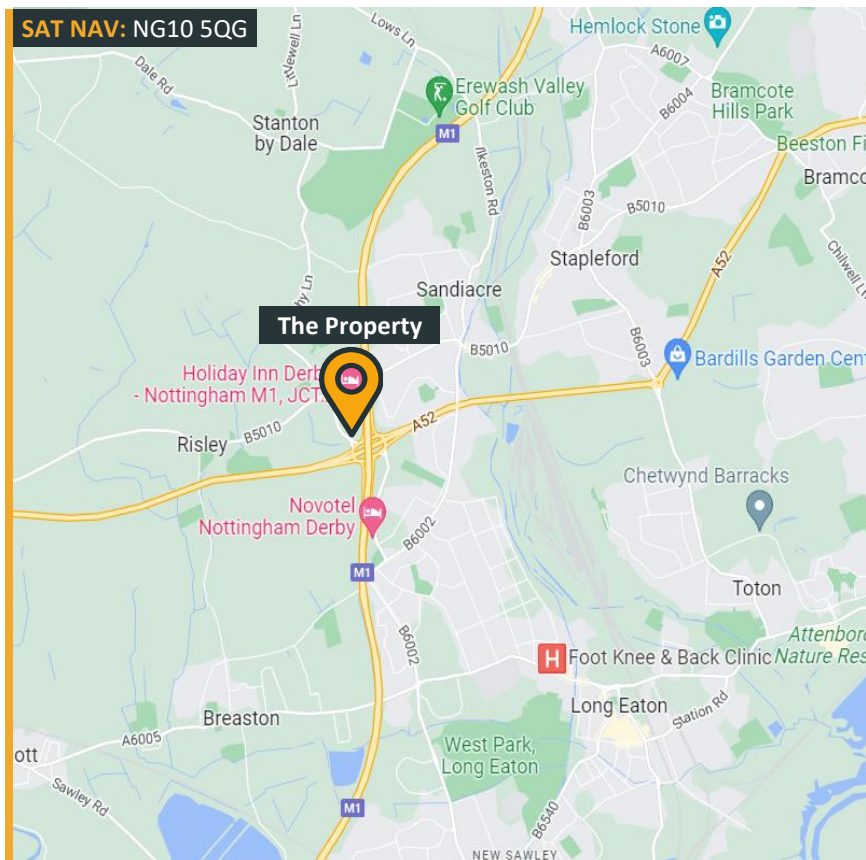 SAT NAV: NG10 5QG
Lows Ln
Hemlock Stone
A6007
Dale Rd
Erewash Valley
Golf Club
B6004
Bramcote
Hills Park
Stanton
by Dale
M1
Beeston Fi
Bramco
B6003
B5010
A52
Stapleford
Sandiacre
The Property
B5010
B6003
Bardills Garden Cent
Holiday Inn Derb
- Nottingham M1, JCT.
A52
B5010
Risley
Chetwynd Barracks
Novotel
Nottingham Derby
B6002
M1
Toton
B6002
Attenbor
Nature Res
Foot Knee & Back Clinic
Breaston
Long Eaton
Station Rd
A6005
West Park,
Long Eaton
ott
Sawley Rd
M1
B6540
NEW SAWLEY